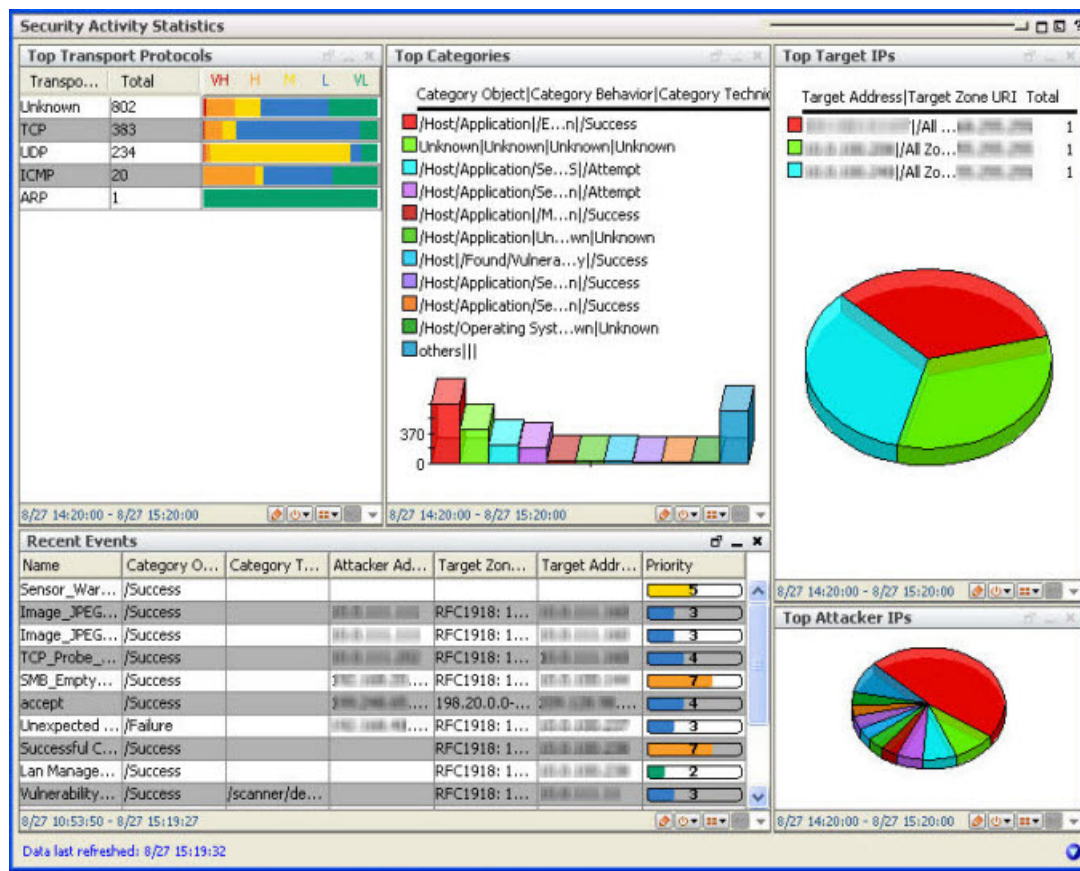 Security Activity Statistics
Top Transport Protocols
Transpo... Total VH H M L VL
Unknown 802
TCP 383
UDP 234
ICMP 20
ARP 1
8/27 14:20:00 - 8/27 15:20:00
Top Categories
Category Object|Category Behavior|Category Techniq
/Host/Application|/E...n|/Success
Unknown|Unknown|Unknown|Unknown
/Host/Application/Se...S|/Attempt
/Host/Application/Se...n|/Attempt
/Host/Application|/M...n|/Success
/Host/Application|Un...wn|Unknown
/Host|/Found/Vulnera...y|/Success
/Host/Application/Se...n|/Success
/Host/Application/Se...n|/Success
/Host/Operating Syst...wn|Unknown
others|||
370
0
8/27 14:20:00 - 8/27 15:20:00
Top Target IPs
Target Address|Target Zone URI Total
|/All ... 1
|/All Zo... 1
|/All Zo... 1
8/27 14:20:00 - 8/27 15:20:00
Recent Events
Name Category O... Category T... Attacker Ad... Target Zon... Target Addr... Priority
Sensor_War... /Success 5
Image_JPEG... /Success RFC1918: 1... 3
Image_JPEG... /Success RFC1918: 1... 3
TCP_Probe_... /Success RFC1918: 1... 4
SMB_Empty... /Success RFC1918: 1... 7
accept /Success 198.20.0.0-... 4
Unexpected ... /Failure RFC1918: 1... 3
Successful C... /Success RFC1918: 1... 7
Lan Manage... /Success RFC1918: 1... 2
Vulnerability... /Success /scanner/de... RFC1918: 1... 3
8/27 10:53:50 - 8/27 15:19:27
Top Attacker IPs
8/27 14:20:00 - 8/27 15:20:00
Data last refreshed: 8/27 15:19:32